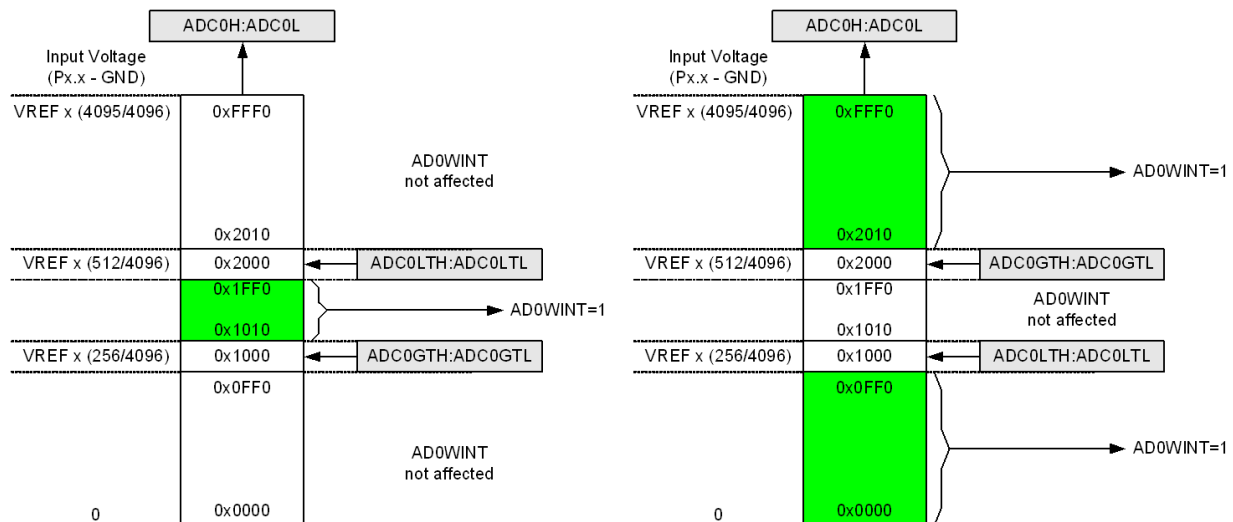 ADC0H:ADC0L
Input Voltage
(Px.x - GND)
VREF x (4095/4096)
0xFFF0
AD0WINT
not affected
0x2010
VREF x (512/4096)
0x2000
ADC0LTH:ADC0LTL
0x1FF0
AD0WINT=1
0x1010
VREF x (256/4096)
0x1000
ADC0GTH:ADC0GTL
0x0FF0
AD0WINT
not affected
0
0x0000
ADC0H:ADC0L
Input Voltage
(Px.x - GND)
VREF x (4095/4096)
0xFFF0
AD0WINT=1
0x2010
VREF x (512/4096)
0x2000
ADC0GTH:ADC0GTL
0x1FF0
AD0WINT
not affected
0x1010
VREF x (256/4096)
0x1000
ADC0LTH:ADC0LTL
0x0FF0
AD0WINT=1
0
0x0000